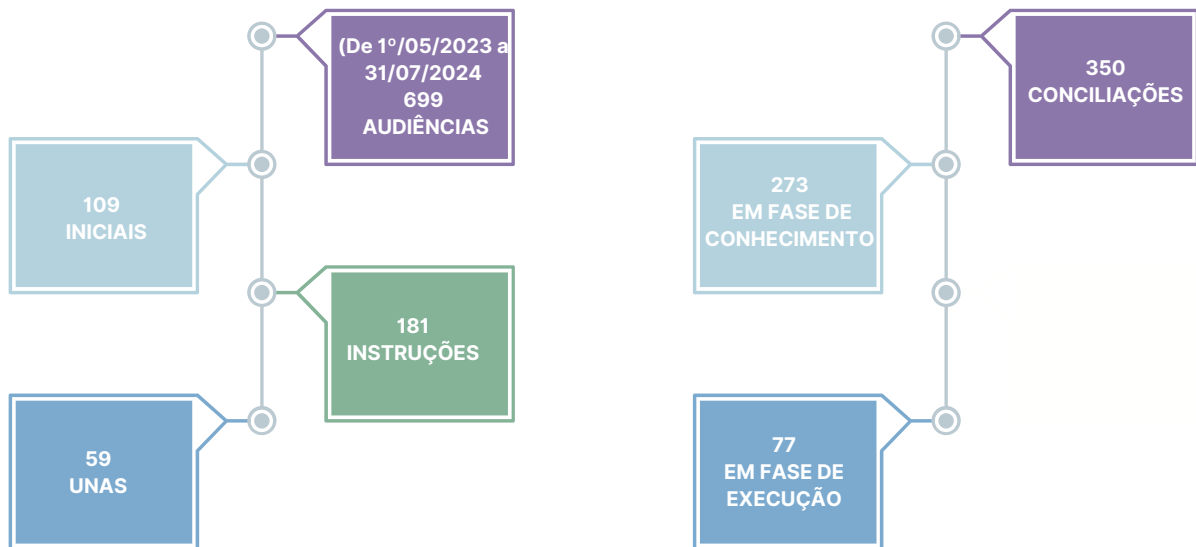 (De 1º/05/2023 a
31/07/2024
699
AUDIÊNCIAS
109
INICIAIS
181
INSTRUÇÕES
59
UNAS
350
CONCILIAÇÕES
273
EM FASE DE
CONHECIMENTO
77
EM FASE DE
EXECUÇÃO